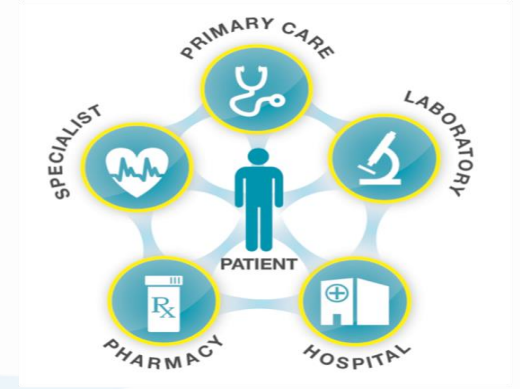 PRIMARY CARE
SPECIALIST
LABORATORY
PATIENT
Rx
PHARMACY
HOSPITAL